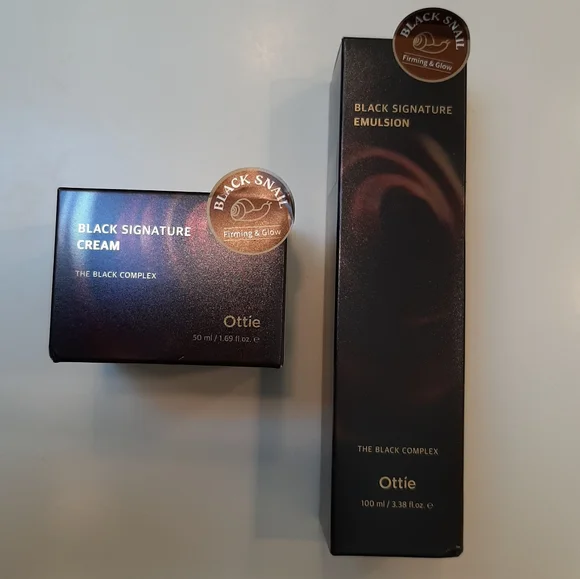 BLACK SNAIL
Firming & Glow
BLACK SIGNATURE
CREAM
THE BLACK COMPLEX
Ottie
50 ml / 1.69 fl.oz. ℮
BLACK SNAIL
Firming & Glow
BLACK SIGNATURE
EMULSION
THE BLACK COMPLEX
Ottie
100 ml / 3.38 fl.oz. ℮